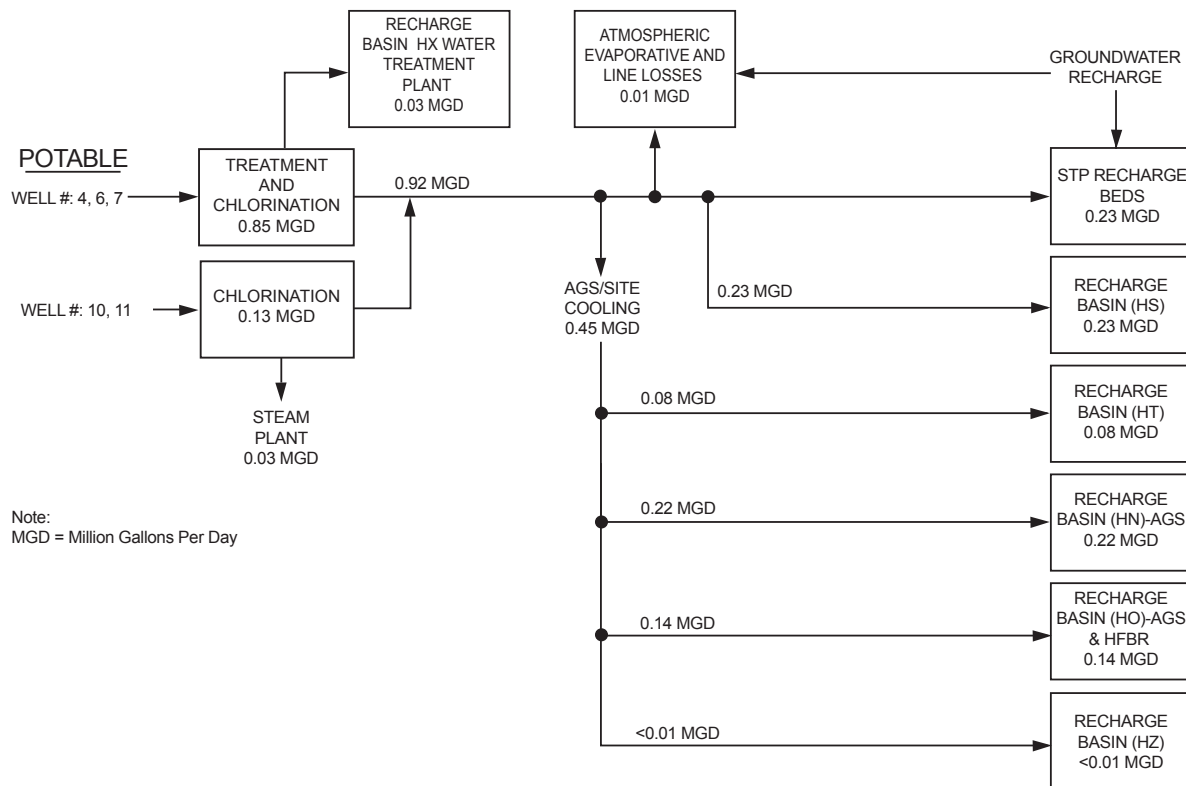 RECHARGE
BASIN HX WATER
TREATMENT
PLANT
0.03 MGD
ATMOSPHERIC
EVAPORATIVE AND
LINE LOSSES
0.01 MGD
GROUNDWATER
RECHARGE
POTABLE
WELL #: 4, 6, 7
TREATMENT
AND
CHLORINATION
0.85 MGD
0.92 MGD
STP RECHARGE
BEDS
0.23 MGD
WELL #: 10, 11
CHLORINATION
0.13 MGD
AGS/SITE
COOLING
0.45 MGD
0.23 MGD
RECHARGE
BASIN (HS)
0.23 MGD
STEAM
PLANT
0.03 MGD
0.08 MGD
RECHARGE
BASIN (HT)
0.08 MGD
Note:
MGD = Million Gallons Per Day
0.22 MGD
RECHARGE
BASIN (HN)-AGS
0.22 MGD
0.14 MGD
RECHARGE
BASIN (HO)-AGS
& HFBR
0.14 MGD
<0.01 MGD
RECHARGE
BASIN (HZ)
<0.01 MGD